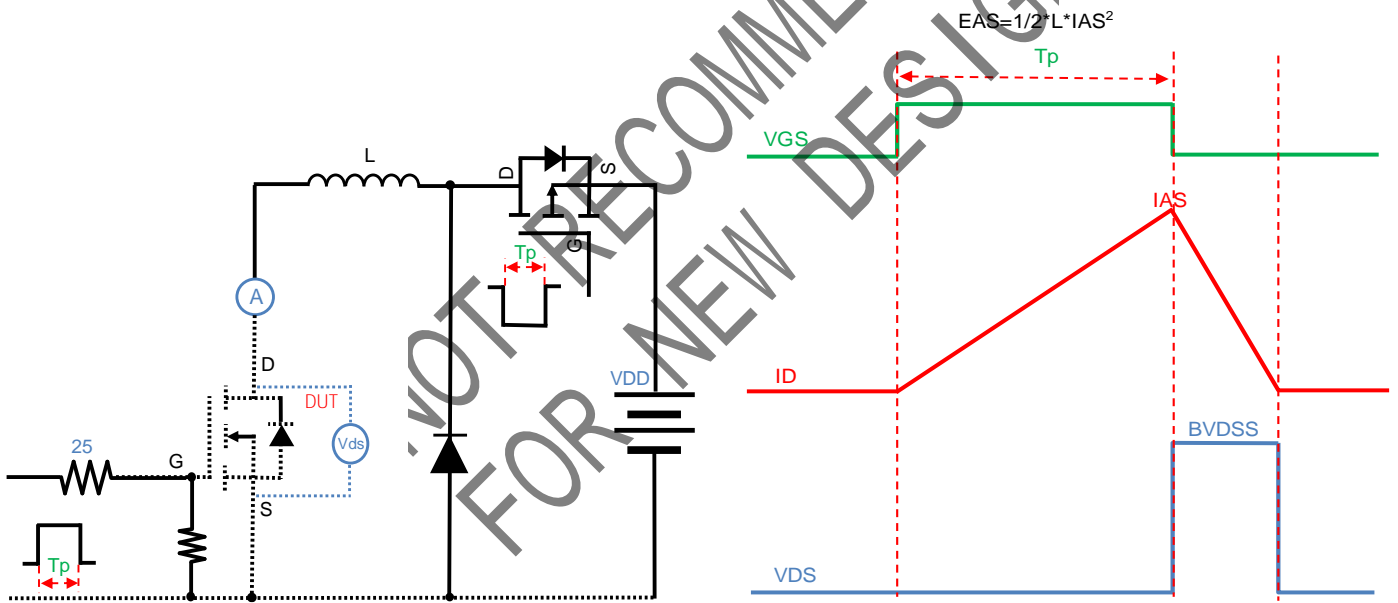 EAS=1/2*L*IAS²
Tp
VGS
L
D
S
G
Tp
IAS
A
D
VDD
ID
DUT
Vds
BVDSS
25
G
S
Tp
VDS
NOT RECOMME
FOR NEW DESIGN